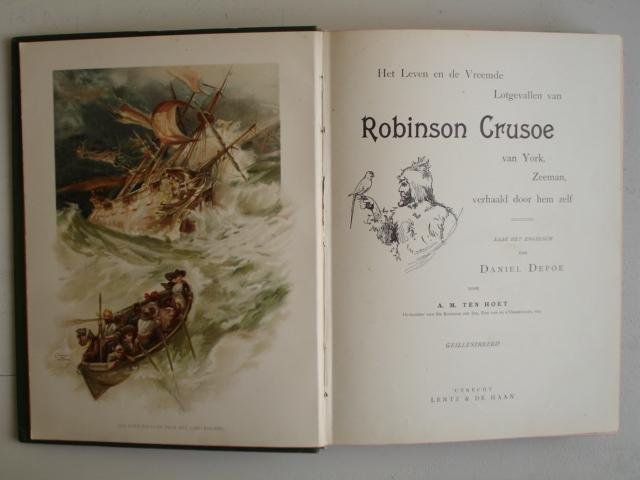 Het Leven en de Vreemde
Lotgevallen van
Robinson Crusoe
van York,
Zeeman,
verhaald door hem zelf
NAAR HET ENGELSCH
VAN
DANIEL DEFOE
DOOR
A. M. TEN HOET
GEÏLLUSTREERD
UTRECHT
LENTZ & DE HAAN